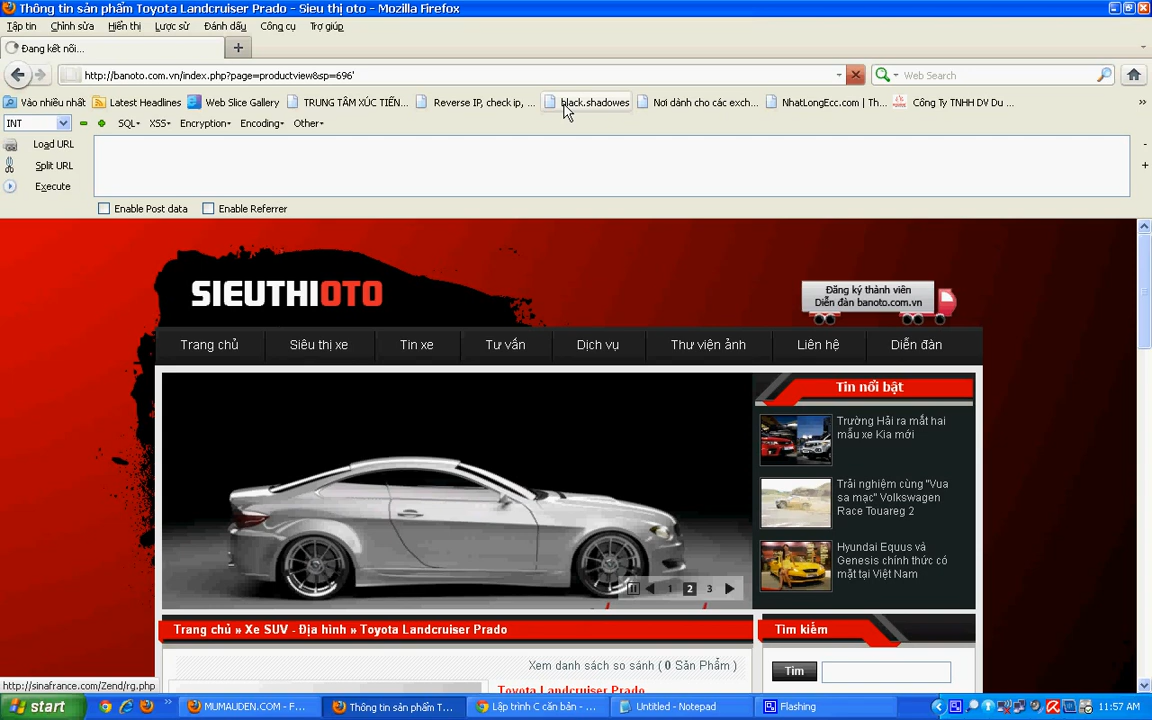 Thông tin sản phẩm Toyota Landcruiser Prado - Sieu thị oto - Mozilla Firefox
Tập tin Chỉnh sửa Hiển thị Lược sử Đánh dấu Công cụ Trợ giúp
Đang kết nối...
http://banoto.com.vn/index.php?page=productview&sp=696'
Web Search
Vào nhiều nhất Latest Headlines Web Slice Gallery TRUNG TÂM XÚC TIẾN... Reverse IP, check ip, ... black.shadowes Nơi dành cho các exch... NhatLongEcc.com | Th... Công Ty TNHH DV Du ...
INT SQL- XSS- Encryption- Encoding- Other-
Load URL
Split URL
Execute
Enable Post data Enable Referrer
SIEUTHIOTO
Đăng ký thành viên
Diễn đàn banoto.com.vn
Trang chủ Siêu thị xe Tin xe Tư vấn Dịch vụ Thư viện ảnh Liên hệ Diễn đàn
Tin nổi bật
Trường Hải ra mắt hai
mẫu xe Kia mới
Trải nghiệm cùng "Vua
sa mạc" Volkswagen
Race Touareg 2
Hyundai Equus và
Genesis chính thức có
mặt tại Việt Nam
1 2 3
Trang chủ » Xe SUV - Địa hình » Toyota Landcruiser Prado
Tìm kiếm
Xem danh sách so sánh ( 0 Sản Phẩm )
Tìm
Toyota Landcruiser Prado
http://sinafrance.com/Zend/rg.php
start
MUMAUDEN.COM - F...
Thông tin sản phẩm T...
Lập trình C căn bản - ...
Untitled - Notepad
Flashing
11:57 AM